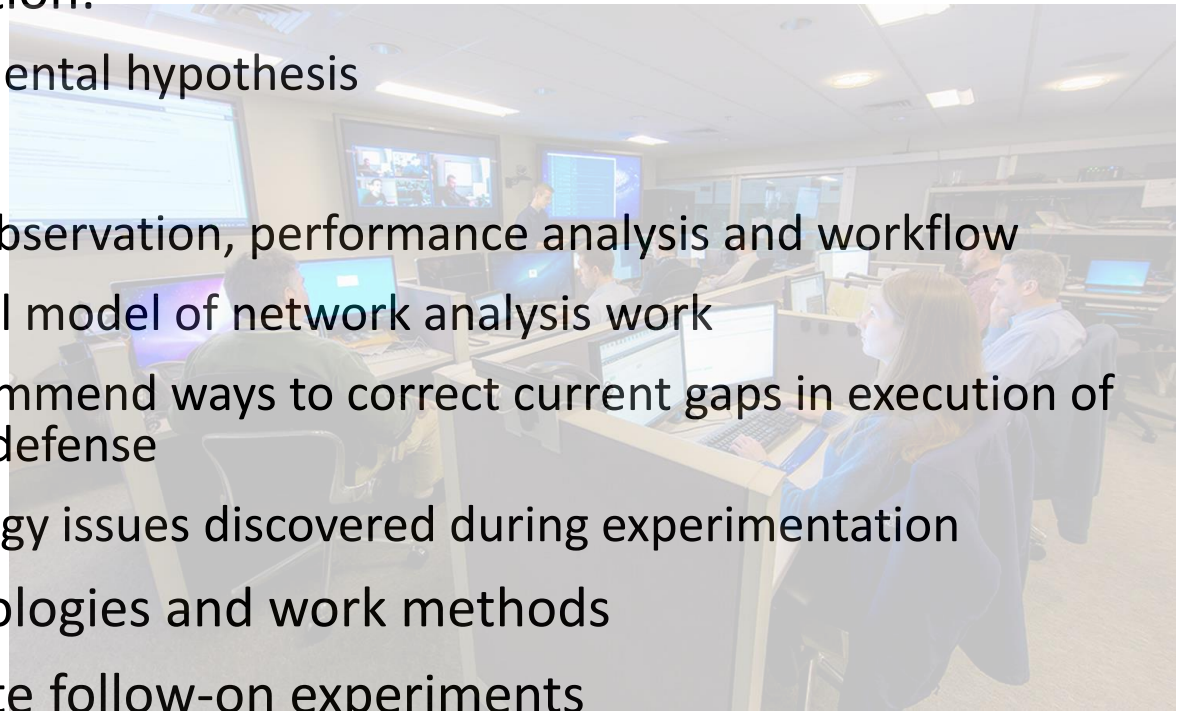 ental hypothesis
bservation, performance analysis and workflow
l model of network analysis work
mmend ways to correct current gaps in execution of
defense
gy issues discovered during experimentation
ologies and work methods
te follow-on experiments